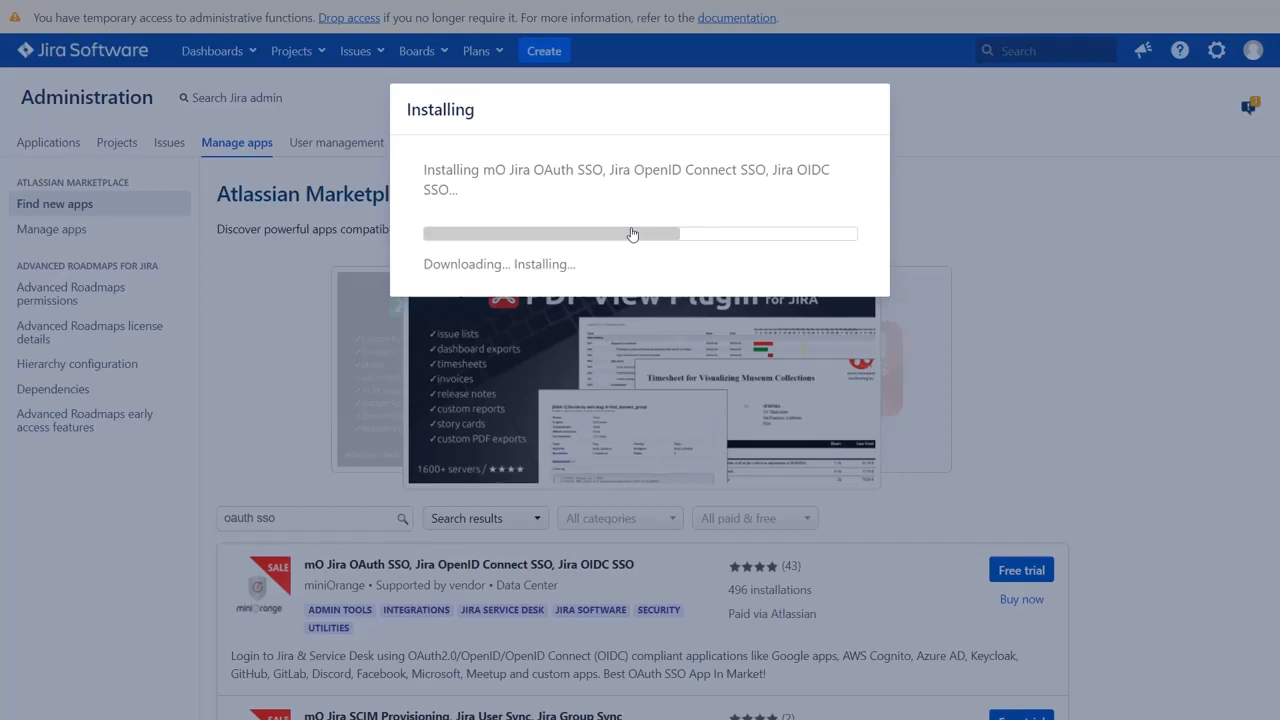 You have temporary access to administrative functions. Drop access if you no longer require it. For more information, refer to the documentation.
Jira Software Dashboards Projects Issues Boards Plans Create Search
Administration Search Jira admin
Applications Projects Issues Manage apps User management
ATLASSIAN MARKETPLACE
Find new apps
Manage apps
ADVANCED ROADMAPS FOR JIRA
Advanced Roadmaps
permissions
Advanced Roadmaps license
details
Hierarchy configuration
Dependencies
Advanced Roadmaps early
access features
Atlassian Marketpl
Discover powerful apps compatib
Installing
Installing mO Jira OAuth SSO, Jira OpenID Connect SSO, Jira OIDC
SSO...
Downloading... Installing...
PDF View Plugin FOR JIRA
✓issue lists
✓dashboard exports
✓timesheets
✓invoices
✓release notes
✓custom reports
✓story cards
✓custom PDF exports
1600+ servers / ★★★★
Timesheet for Visualizing Museum Collections
oauth sso Search results All categories All paid & free
SALE
miniOrange
mO Jira OAuth SSO, Jira OpenID Connect SSO, Jira OIDC SSO
miniOrange • Supported by vendor • Data Center
ADMIN TOOLS INTEGRATIONS JIRA SERVICE DESK JIRA SOFTWARE SECURITY
UTILITIES
★★★★ (43)
496 installations
Paid via Atlassian
Free trial
Buy now
Login to Jira & Service Desk using OAuth2.0/OpenID/OpenID Connect (OIDC) compliant applications like Google apps, AWS Cognito, Azure AD, Keycloak,
GitHub, GitLab, Discord, Facebook, Microsoft, Meetup and custom apps. Best OAuth SSO App In Market!
SALE
mO Jira SCIM Provisioning, Jira User Sync, Jira Group Sync
★★★★ (2)
Free trial